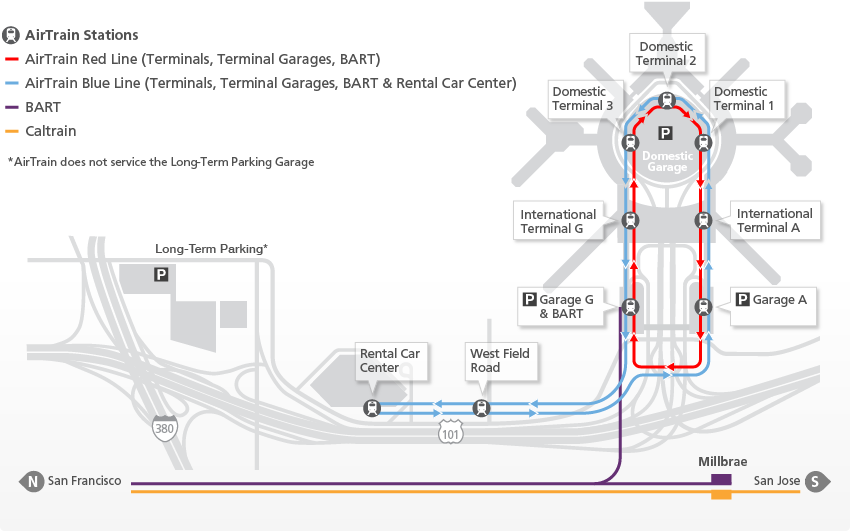 AirTrain Stations
AirTrain Red Line (Terminals, Terminal Garages, BART)
AirTrain Blue Line (Terminals, Terminal Garages, BART & Rental Car Center)
BART
Caltrain
*AirTrain does not service the Long-Term Parking Garage
Domestic
Terminal 2
Domestic
Terminal 3
Domestic
Terminal 1
P
Domestic
Garage
International
Terminal G
International
Terminal A
Long-Term Parking*
P
P Garage G
& BART
P Garage A
Rental Car
Center
West Field
Road
380
101
Millbrae
N San Francisco
San Jose S